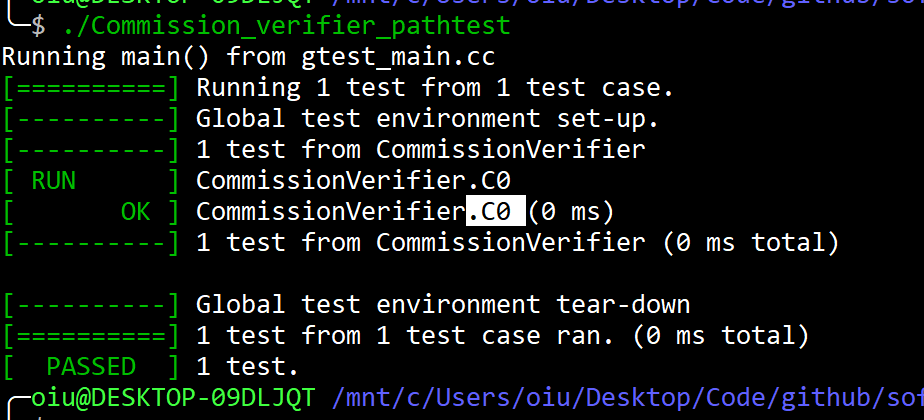 oiu@DESKTOP-09DLJQT /mnt/c/Users/oiu/Desktop/Code/github/sof
$ ./Commission_verifier_pathtest
Running main() from gtest_main.cc
[==========] Running 1 test from 1 test case.
[----------] Global test environment set-up.
[----------] 1 test from CommissionVerifier
[ RUN      ] CommissionVerifier.C0
[       OK ] CommissionVerifier.C0 (0 ms)
[----------] 1 test from CommissionVerifier (0 ms total)
[----------] Global test environment tear-down
[==========] 1 test from 1 test case ran. (0 ms total)
[  PASSED  ] 1 test.
oiu@DESKTOP-09DLJQT /mnt/c/Users/oiu/Desktop/Code/github/sof